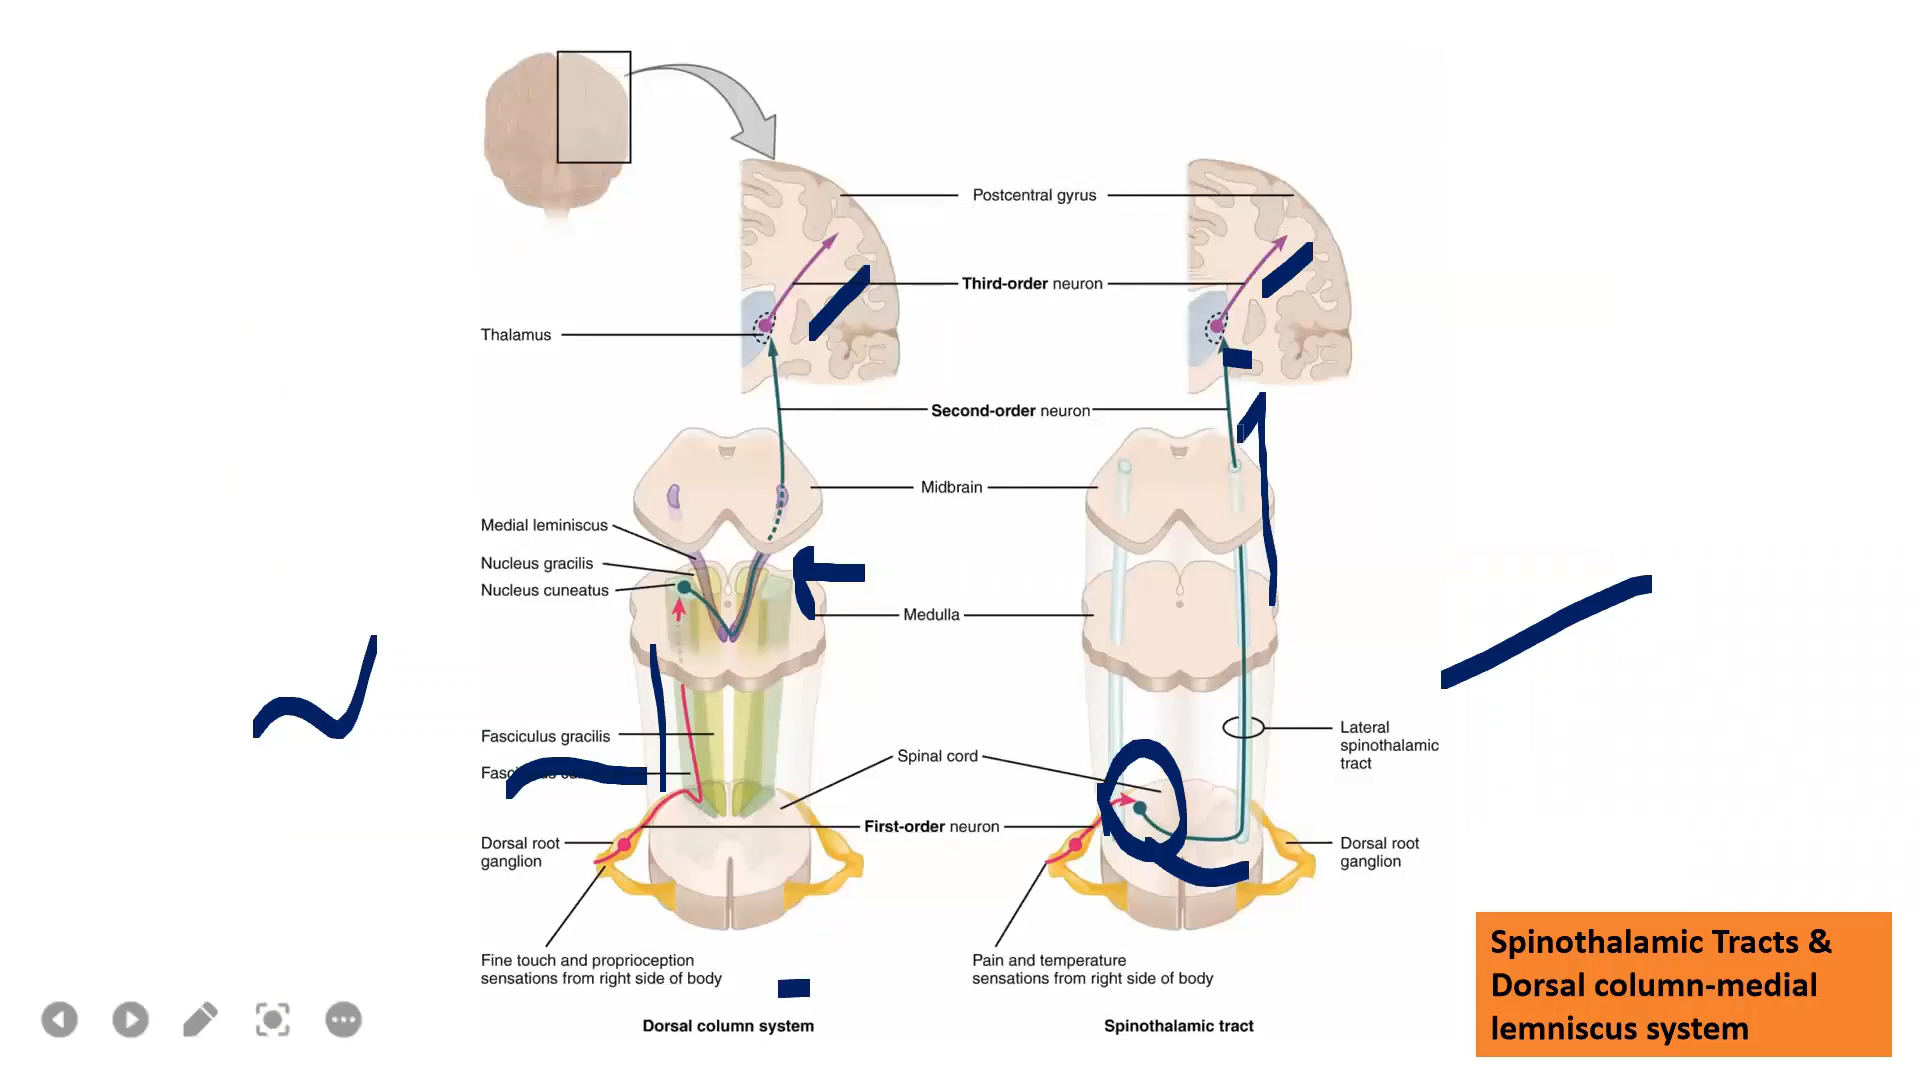 Postcentral gyrus
Third-order neuron
Thalamus
Second-order neuron
Midbrain
Medial leminiscus
Nucleus gracilis
Nucleus cuneatus
Medulla
Fasciculus gracilis
Lateral
spinothalamic
tract
Spinal cord
First-order neuron
Dorsal root
ganglion
Dorsal root
ganglion
Fine touch and proprioception
sensations from right side of body
Pain and temperature
sensations from right side of body
Dorsal column system
Spinothalamic tract
Spinothalamic Tracts &
Dorsal column-medial
lemniscus system